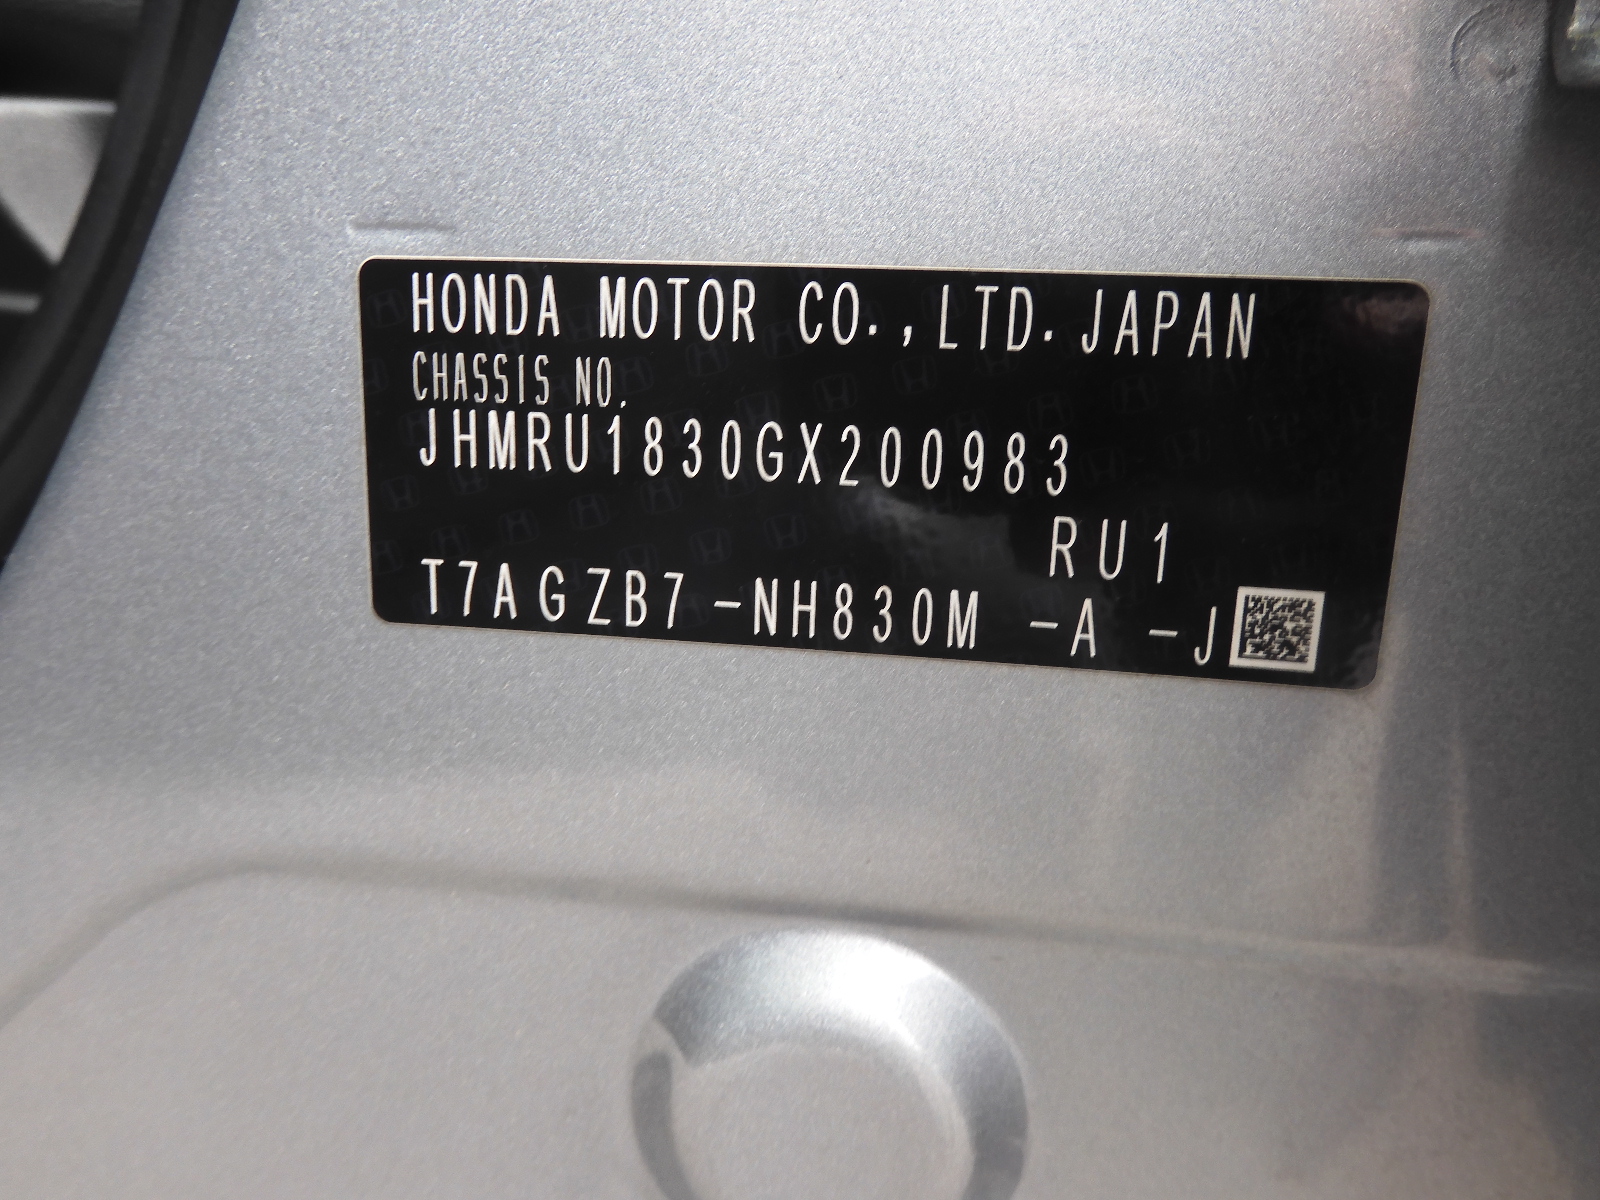 HONDA MOTOR CO.,LTD.JAPAN
CHASSIS NO.
JHMRU1830GX200983
RU1
T7AGZB7-NH830M -A -J